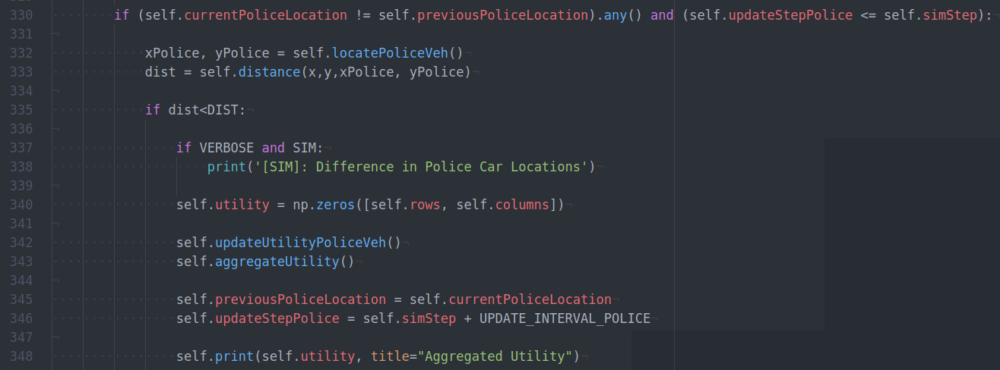 330 if (self.currentPoliceLocation != self.previousPoliceLocation).any() and (self.updateStepPolice <= self.simStep):
331
332 xPolice, yPolice = self.locatePoliceVeh()
333 dist = self.distance(x,y,xPolice, yPolice)
334
335 if dist<DIST:
336
337 if VERBOSE and SIM:
338 print('[SIM]: Difference in Police Car Locations')
339
340 self.utility = np.zeros([self.rows, self.columns])
341
342 self.updateUtilityPoliceVeh()
343 self.aggregateUtility()
344
345 self.previousPoliceLocation = self.currentPoliceLocation
346 self.updateStepPolice = self.simStep + UPDATE_INTERVAL_POLICE
347
348 self.print(self.utility, title="Aggregated Utility")